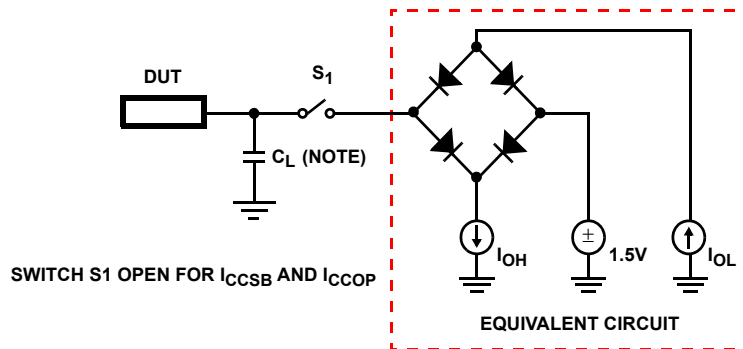 DUT
S1
CL (NOTE)
IOH
±
1.5V
IOL
SWITCH S1 OPEN FOR ICCSB AND ICCOP
EQUIVALENT CIRCUIT